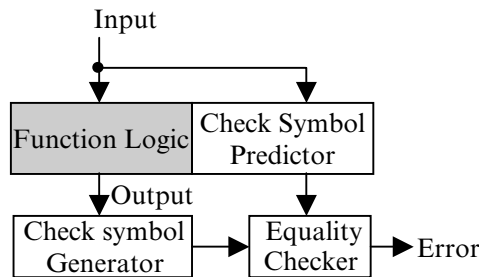 Input
Function Logic
Check Symbol
Predictor
Output
Check symbol
Generator
Equality
Checker
Error